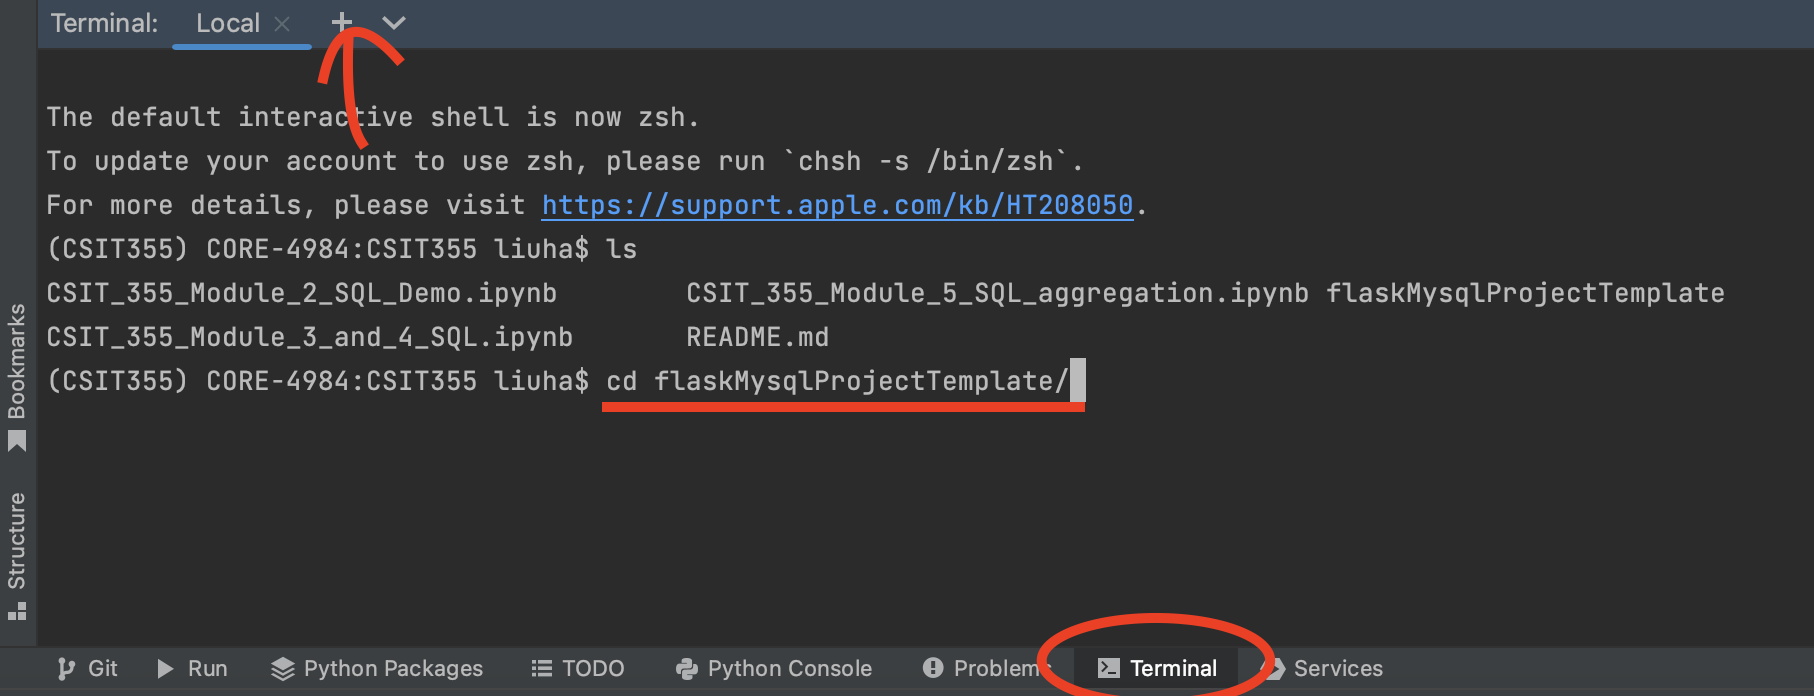 Terminal: Local
The default interactive shell is now zsh.
To update your account to use zsh, please run `chsh -s /bin/zsh`.
For more details, please visit https://support.apple.com/kb/HT208050.
(CSIT355) CORE-4984:CSIT355 liuha$ ls
CSIT_355_Module_2_SQL_Demo.ipynb CSIT_355_Module_5_SQL_aggregation.ipynb flaskMysqlProjectTemplate
CSIT_355_Module_3_and_4_SQL.ipynb README.md
(CSIT355) CORE-4984:CSIT355 liuha$ cd flaskMysqlProjectTemplate/
Bookmarks
Structure
Git Run Python Packages TODO Python Console Problems Terminal Services